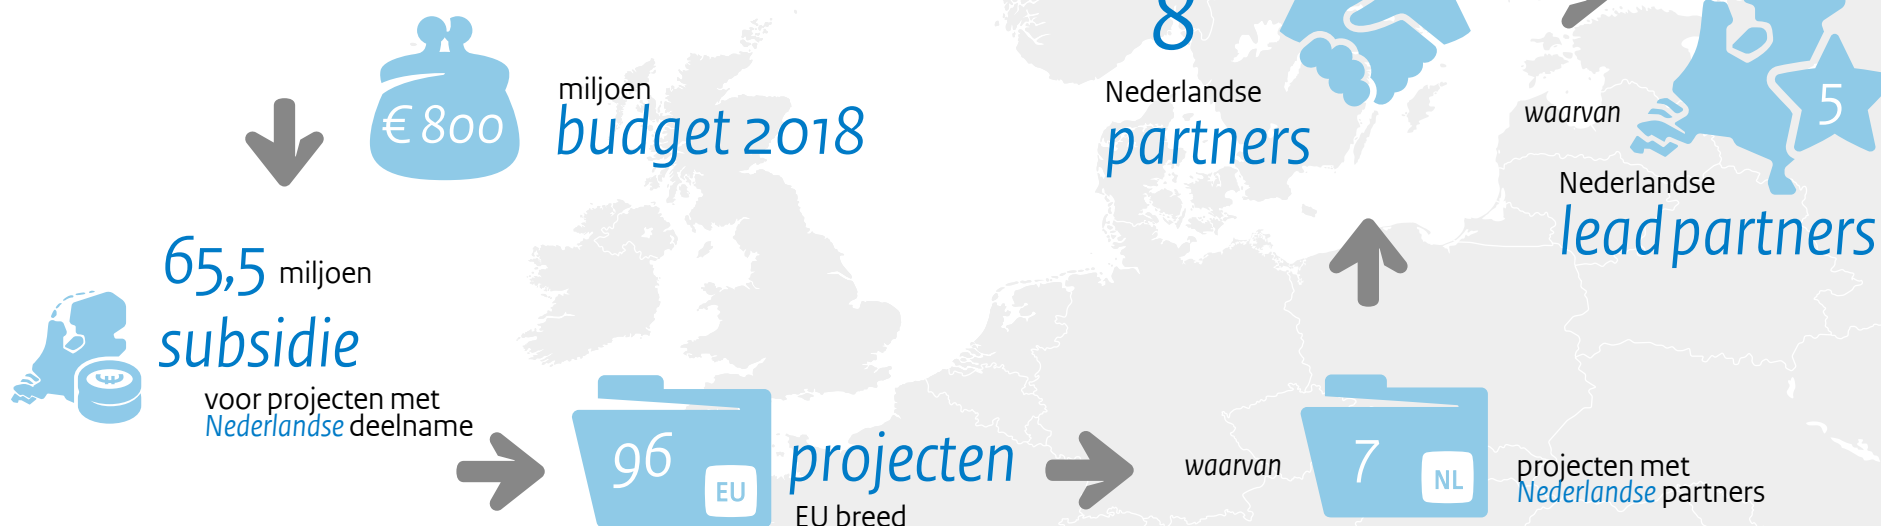 € 800
miljoen
budget 2018
65,5 miljoen
subsidie
voor projecten met
Nederlandse deelname
96
EU
projecten
EU breed
waarvan
7
NL
projecten met
Nederlandse partners
8
Nederlandse
partners
waarvan
5
Nederlandse
lead partners